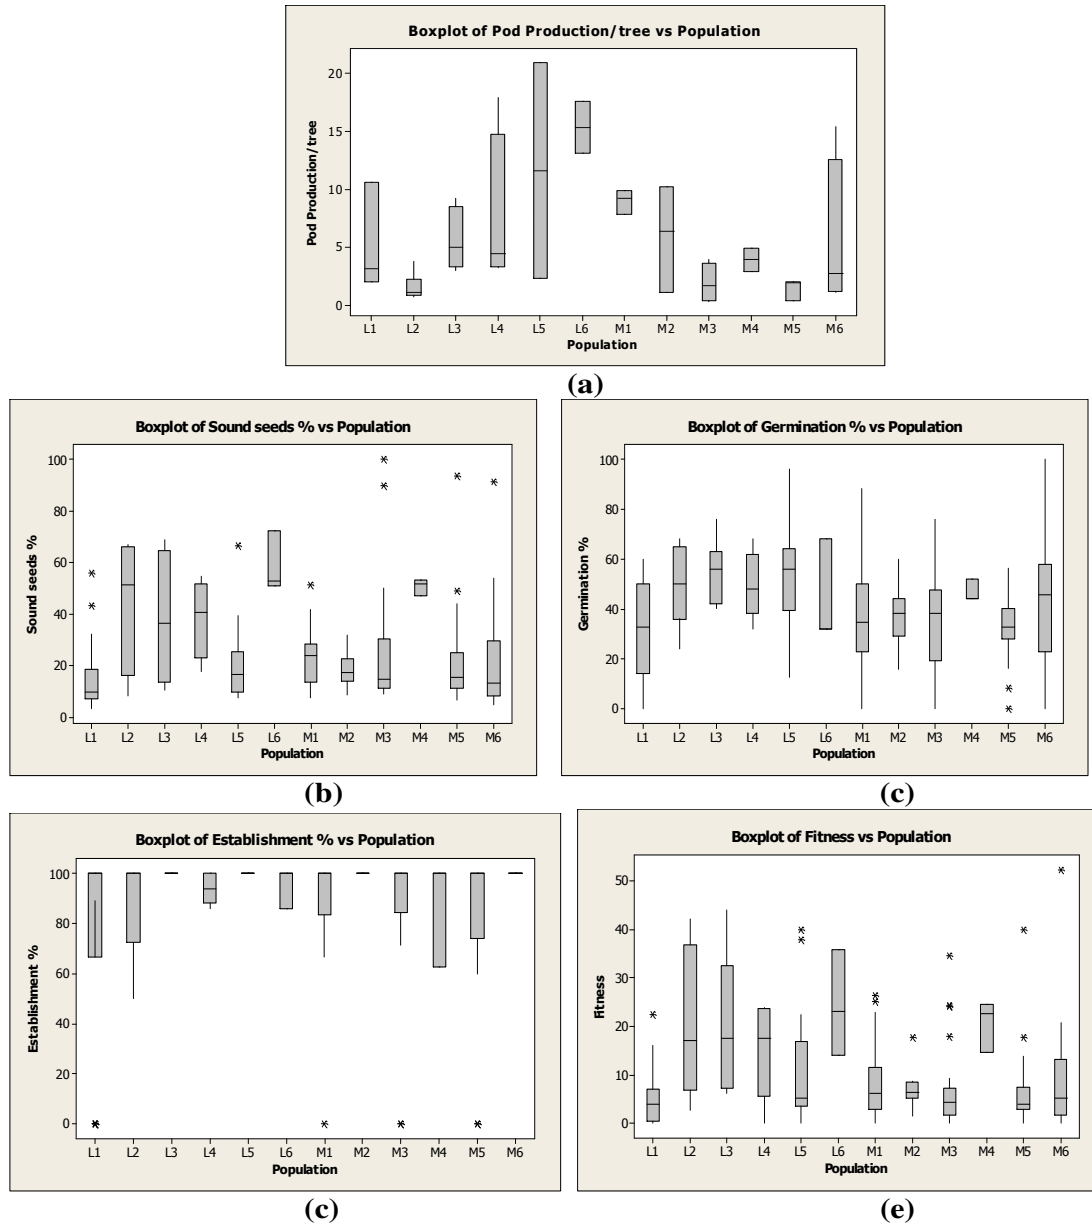 Boxplot of Pod Production/tree vs Population
Pod Production/tree
20
15
10
5
0
L1 L2 L3 L4 L5 L6 M1 M2 M3 M4 M5 M6
Population
(a)
Boxplot of Sound seeds % vs Population
Sound seeds %
100
80
60
40
20
0
L1 L2 L3 L4 L5 L6 M1 M2 M3 M4 M5 M6
Population
(b)
Boxplot of Germination % vs Population
Germination %
100
80
60
40
20
0
L1 L2 L3 L4 L5 L6 M1 M2 M3 M4 M5 M6
Population
(c)
Boxplot of Establishment % vs Population
Establishment %
100
80
60
40
20
0
L1 L2 L3 L4 L5 L6 M1 M2 M3 M4 M5 M6
Population
(c)
Boxplot of Fitness vs Population
Fitness
50
40
30
20
10
0
L1 L2 L3 L4 L5 L6 M1 M2 M3 M4 M5 M6
Population
(e)